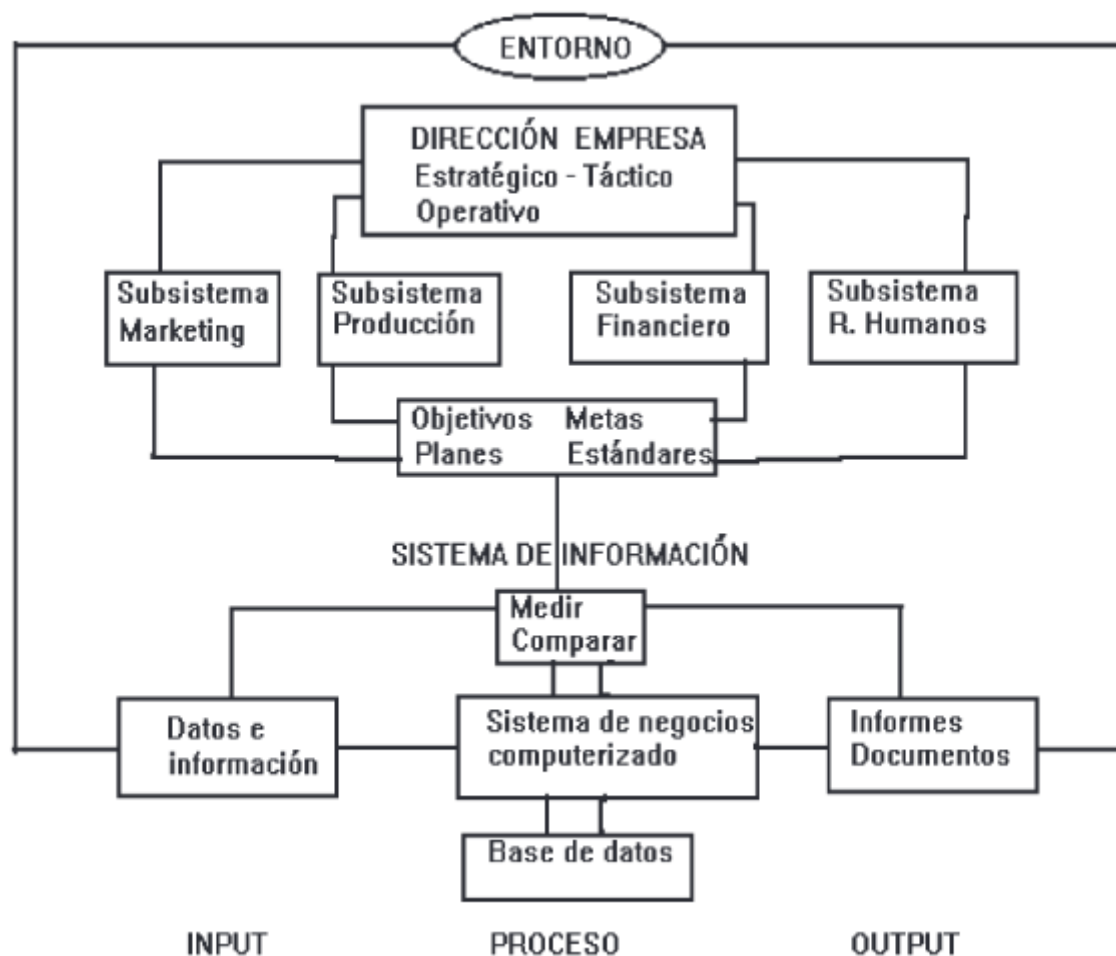 ENTORNO
DIRECCIÓN EMPRESA
Estratégico - Táctico
Operativo
Subsistema
Marketing
Subsistema
Producción
Subsistema
Financiero
Subsistema
R. Humanos
Objetivos Metas
Planes Estándares
SISTEMA DE INFORMACIÓN
Medir
Comparar
Datos e
información
Sistema de negocios
computerizado
Informes
Documentos
Base de datos
INPUT PROCESO OUTPUT